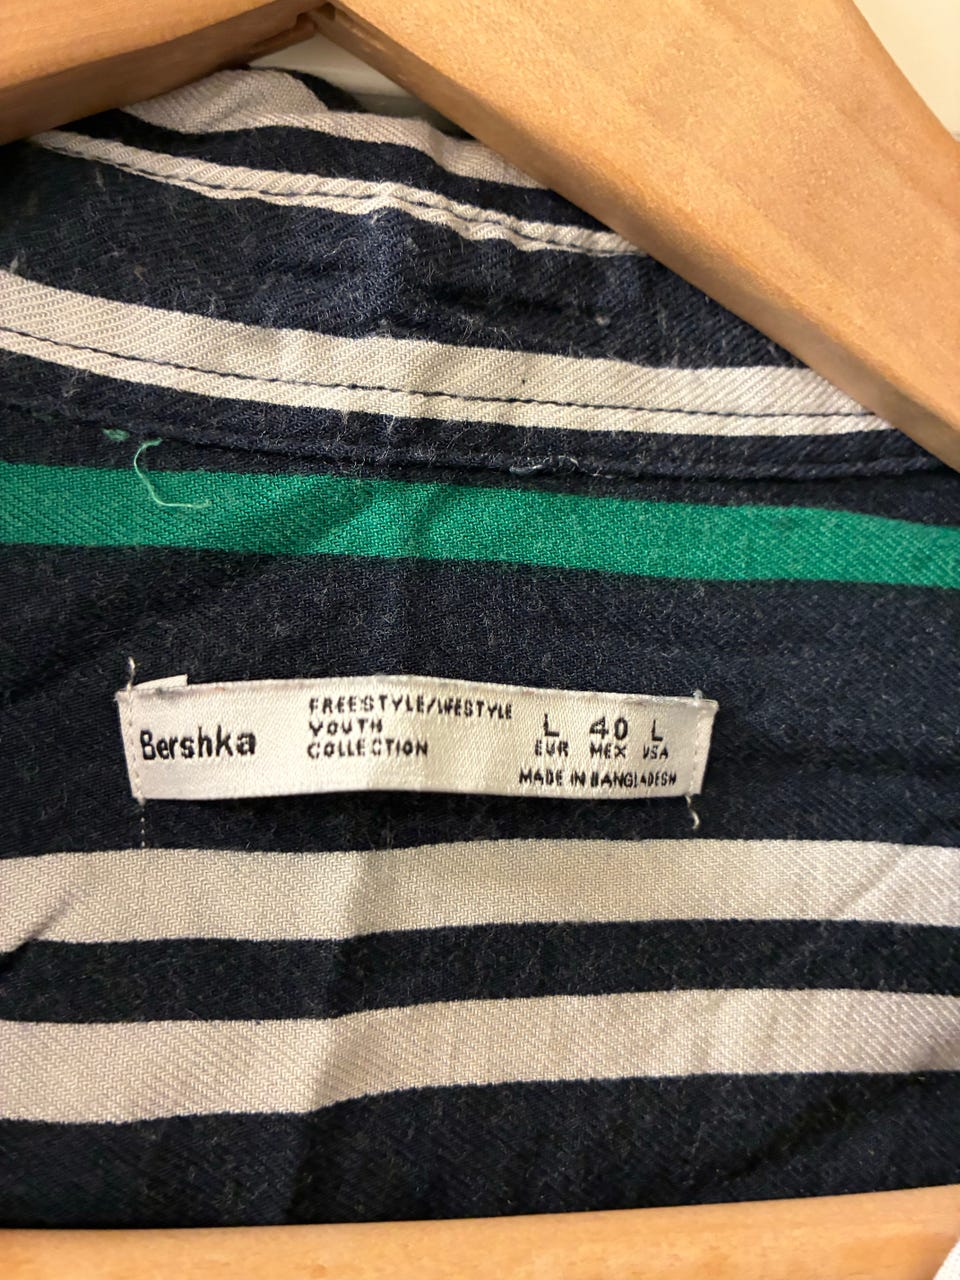 Bershka
FREESTYLE/LIFESTYLE
YOUTH
COLLECTION
L 40 L
EUR MEX USA
MADE IN BANGLADESH